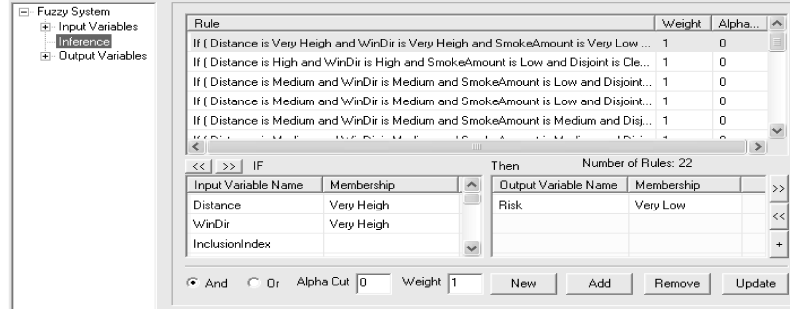 Fuzzy System
Input Variables
Inference
Output Variables
Rule Weight Alpha...
If ( Distance is Very Heigh and WinDir is Very Heigh and SmokeAmount is Very Low ... 1 0
If ( Distance is High and WinDir is High and SmokeAmount is Low and Disjoint is Cle... 1 0
If ( Distance is Medium and WinDir is Medium and SmokeAmount is Low and Disjoint... 1 0
If ( Distance is Medium and WinDir is Medium and SmokeAmount is Low and Disjoint... 1 0
If ( Distance is Medium and WinDir is Medium and SmokeAmount is Medium and Disj... 1 0
<< >> IF Then Number of Rules: 22
Input Variable Name Membership Output Variable Name Membership >>
Distance Very Heigh Risk Very Low
WinDir Very Heigh <<
InclusionIndex +
And Or Alpha Cut 0 Weight 1 New Add Remove Update